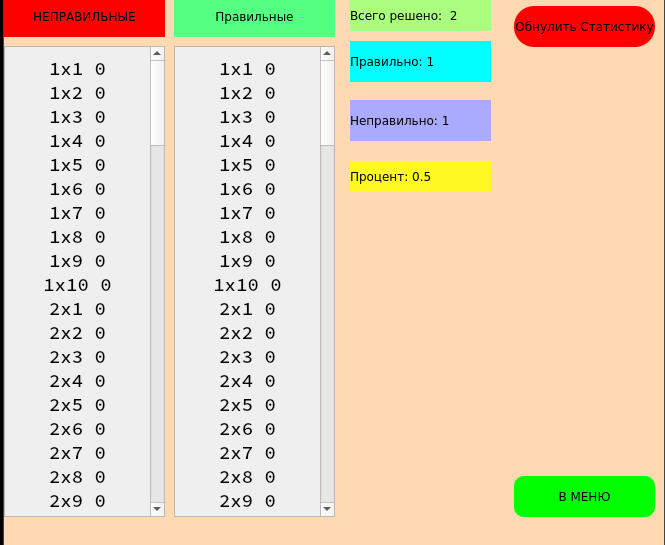 НЕПРАВИЛЬНЫЕ
1x1 0
1x2 0
1x3 0
1x4 0
1x5 0
1x6 0
1x7 0
1x8 0
1x9 0
1x10 0
2x1 0
2x2 0
2x3 0
2x4 0
2x5 0
2x6 0
2x7 0
2x8 0
2x9 0
Правильные
1x1 0
1x2 0
1x3 0
1x4 0
1x5 0
1x6 0
1x7 0
1x8 0
1x9 0
1x10 0
2x1 0
2x2 0
2x3 0
2x4 0
2x5 0
2x6 0
2x7 0
2x8 0
2x9 0
Всего решено:  2
Правильно: 1
Неправильно: 1
Процент: 0.5
Обнулить Статистику
В МЕНЮ